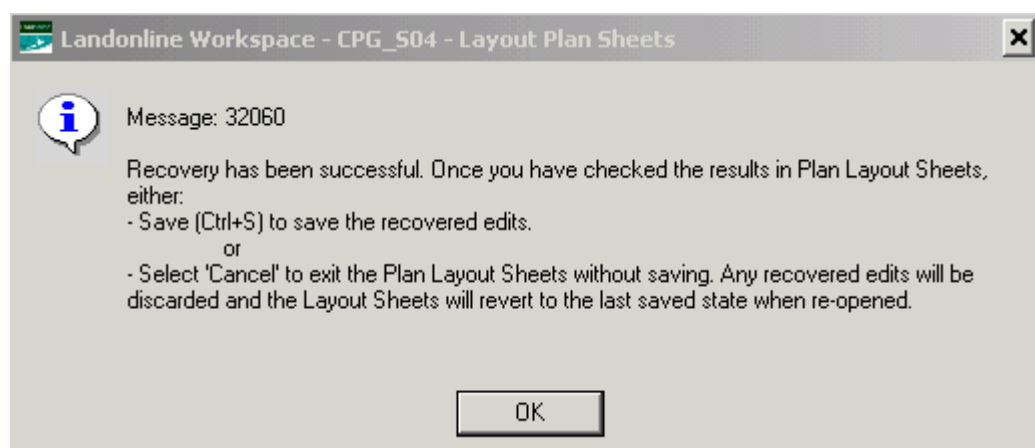 Landonline Workspace - CPG_S04 - Layout Plan Sheets
Message: 32060
Recovery has been successful. Once you have checked the results in Plan Layout Sheets,
either:
- Save (Ctrl+S) to save the recovered edits.
or
- Select 'Cancel' to exit the Plan Layout Sheets without saving. Any recovered edits will be
discarded and the Layout Sheets will revert to the last saved state when re-opened.
OK